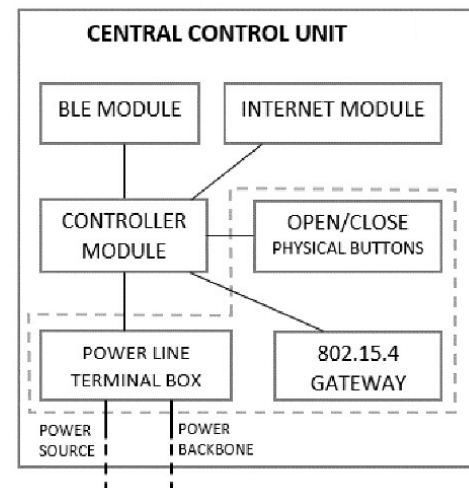 CENTRAL CONTROL UNIT
BLE MODULE
INTERNET MODULE
CONTROLLER
MODULE
OPEN/CLOSE
PHYSICAL BUTTONS
POWER LINE
TERMINAL BOX
802.15.4
GATEWAY
POWER
SOURCE
POWER
BACKBONE